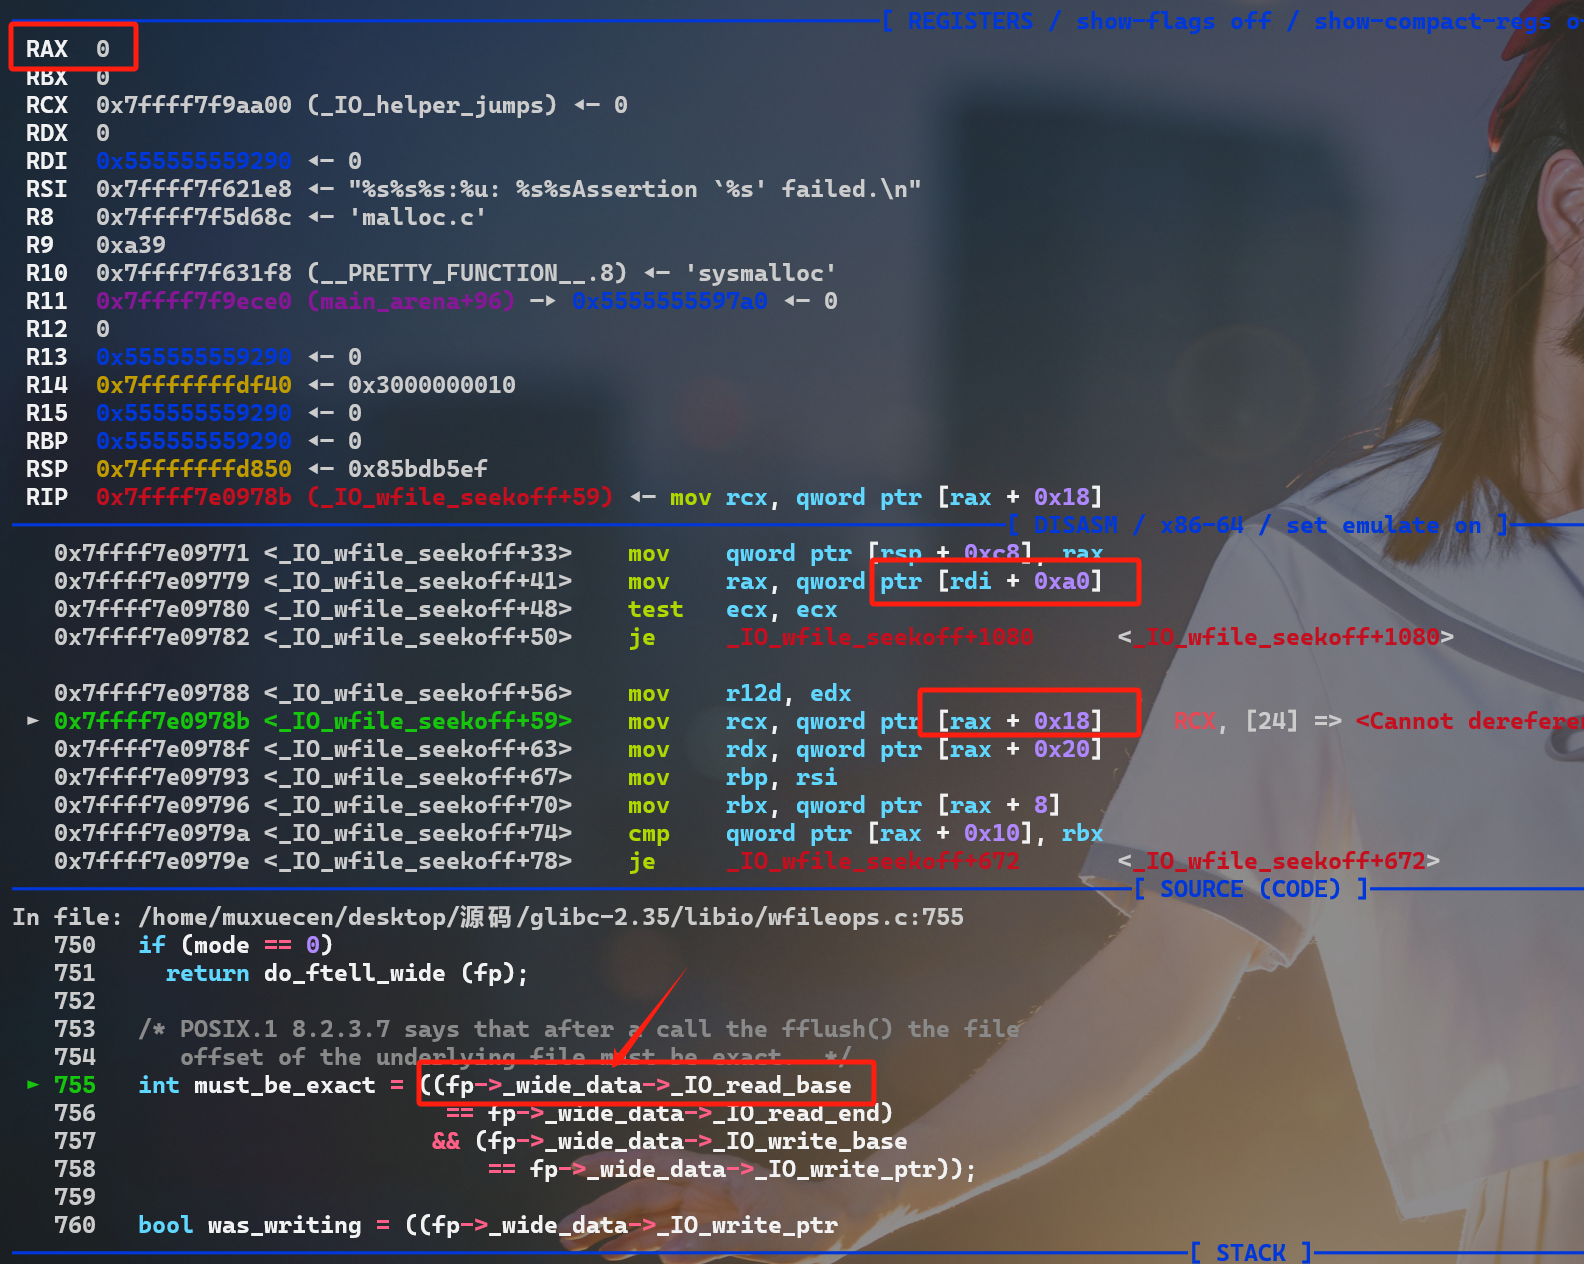 [ REGISTERS / show-flags off / show-compact-regs o
RAX 0
RBX 0
RCX 0x7ffff7f9aa00 (_IO_helper_jumps) ◂— 0
RDX 0
RDI 0x555555559290 ◂— 0
RSI 0x7ffff7f621e8 ◂— "%s%s%s:%u: %s%sAssertion `%s' failed.\n"
R8 0x7ffff7f5d68c ◂— 'malloc.c'
R9 0xa39
R10 0x7ffff7f631f8 (__PRETTY_FUNCTION__.8) ◂— 'sysmalloc'
R11 0x7ffff7f9ece0 (main_arena+96) —▸ 0x5555555597a0 ◂— 0
R12 0
R13 0x555555559290 ◂— 0
R14 0x7fffffffdf40 ◂— 0x3000000010
R15 0x555555559290 ◂— 0
RBP 0x555555559290 ◂— 0
RSP 0x7fffffffd850 ◂— 0x85bdb5ef
RIP 0x7ffff7e0978b (_IO_wfile_seekoff+59) ◂— mov rcx, qword ptr [rax + 0x18]
[ DISASM / x86-64 / set emulate on ]
0x7ffff7e09771 <_IO_wfile_seekoff+33> mov qword ptr [rsp + 0xc8], rax
0x7ffff7e09779 <_IO_wfile_seekoff+41> mov rax, qword ptr [rdi + 0xa0]
0x7ffff7e09780 <_IO_wfile_seekoff+48> test ecx, ecx
0x7ffff7e09782 <_IO_wfile_seekoff+50> je _IO_wfile_seekoff+1080 <_IO_wfile_seekoff+1080>
0x7ffff7e09788 <_IO_wfile_seekoff+56> mov r12d, edx
► 0x7ffff7e0978b <_IO_wfile_seekoff+59> mov rcx, qword ptr [rax + 0x18] RCX, [24] => <Cannot derefere
0x7ffff7e0978f <_IO_wfile_seekoff+63> mov rdx, qword ptr [rax + 0x20]
0x7ffff7e09793 <_IO_wfile_seekoff+67> mov rbp, rsi
0x7ffff7e09796 <_IO_wfile_seekoff+70> mov rbx, qword ptr [rax + 8]
0x7ffff7e0979a <_IO_wfile_seekoff+74> cmp qword ptr [rax + 0x10], rbx
0x7ffff7e0979e <_IO_wfile_seekoff+78> je _IO_wfile_seekoff+672 <_IO_wfile_seekoff+672>
[ SOURCE (CODE) ]
In file: /home/muxuecen/desktop/源码/glibc-2.35/libio/wfileops.c:755
750 if (mode == 0)
751 return do_ftell_wide (fp);
752
753 /* POSIX.1 8.2.3.7 says that after a call the fflush() the file
754 offset of the underlying file must be exact. */
► 755 int must_be_exact = ((fp->_wide_data->_IO_read_base
756 == fp->_wide_data->_IO_read_end)
757 && (fp->_wide_data->_IO_write_base
758 == fp->_wide_data->_IO_write_ptr));
759
760 bool was_writing = ((fp->_wide_data->_IO_write_ptr
[ STACK ]